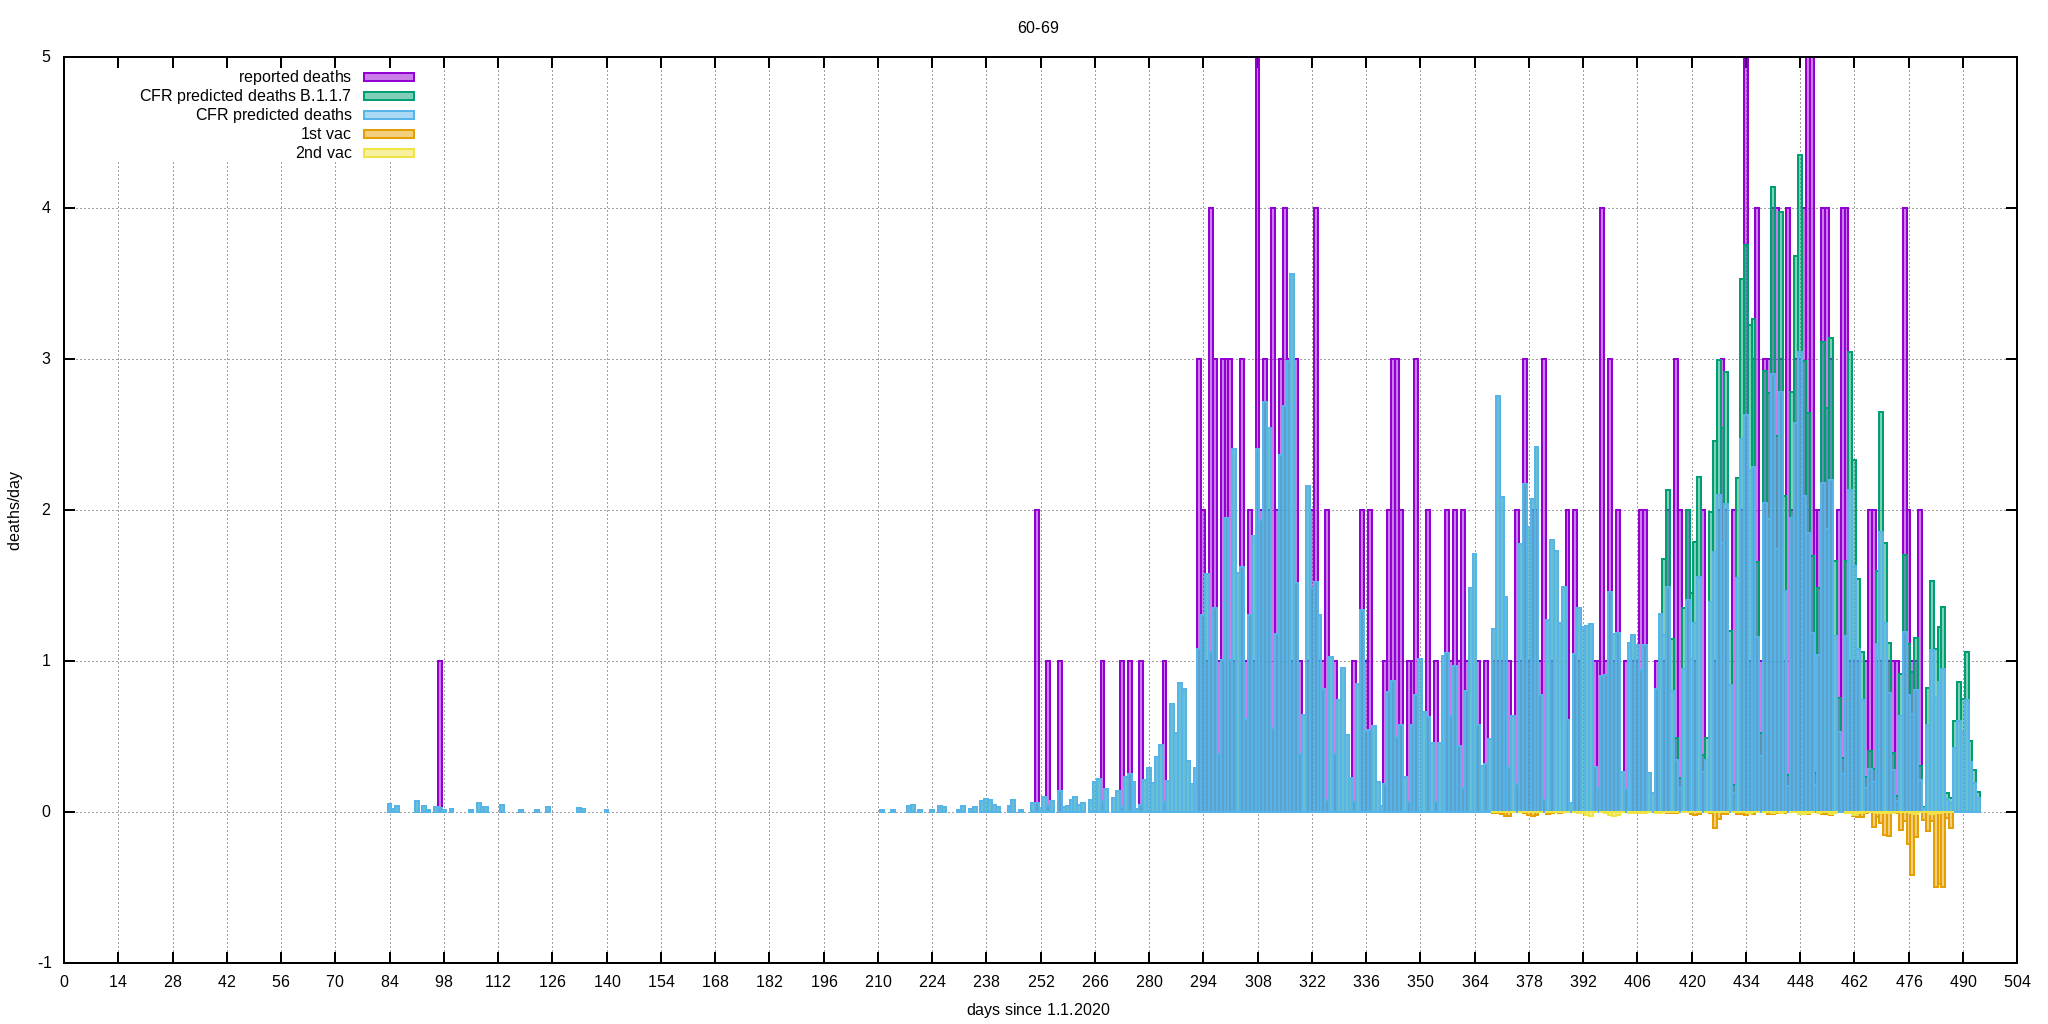 60-69
reported deaths
CFR predicted deaths B.1.1.7
CFR predicted deaths
1st vac
2nd vac
deaths/day
5
4
3
2
1
0
-1
0 14 28 42 56 70 84 98 112 126 140 154 168 182 196 210 224 238 252 266 280 294 308 322 336 350 364 378 392 406 420 434 448 462 476 490 504
days since 1.1.2020